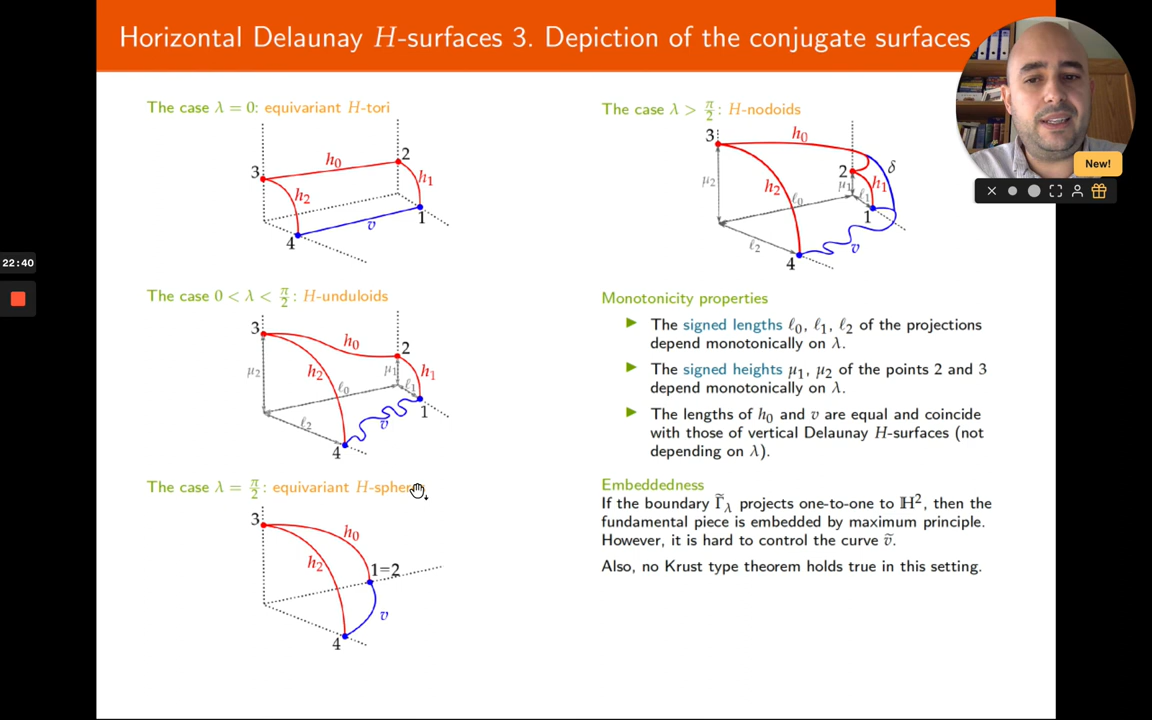 Horizontal Delaunay H-surfaces 3. Depiction of the conjugate surfaces
New!
22:40
The case λ = 0: equivariant H-tori
3
2
h₀
h₁
h₂
v
1
4
The case 0 < λ < π/2: H-unduloids
3
2
h₀
h₁
h₂
μ₂
μ₁
ℓ₀
ℓ₁
ℓ₂
v
1
4
The case λ = π/2: equivariant H-spher
3
h₀
h₂
1=2
v
4
The case λ > π/2: H-nodoids
3
h₀
2
δ
μ₂
h₂
μ₁
h₁
ℓ₀
ℓ₁
1
ℓ₂
v
4
Monotonicity properties
► The signed lengths ℓ₀, ℓ₁, ℓ₂ of the projections
depend monotonically on λ.
► The signed heights μ₁, μ₂ of the points 2 and 3
depend monotonically on λ.
► The lengths of h₀ and v are equal and coincide
with those of vertical Delaunay H-surfaces (not
depending on λ).
Embeddedness
If the boundary Γ̃_λ projects one-to-one to ℍ², then the
fundamental piece is embedded by maximum principle.
However, it is hard to control the curve ṽ.
Also, no Krust type theorem holds true in this setting.